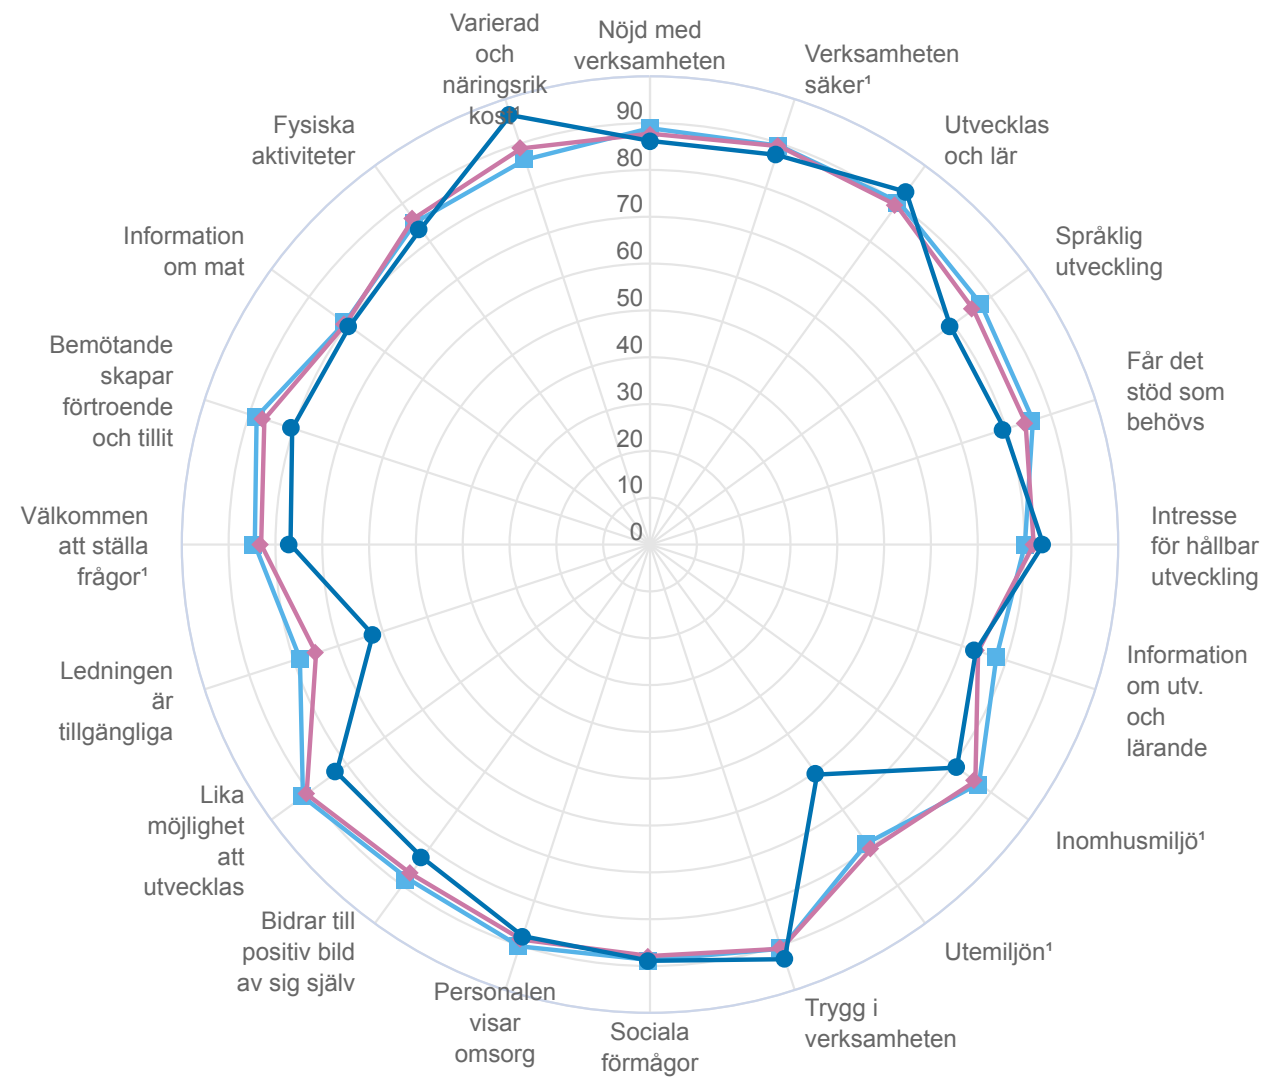 Nöjd med
verksamheten
Verksamheten
säker¹
Utvecklas
och lär
Språklig
utveckling
Får det
stöd som
behövs
Intresse
för hållbar
utveckling
Information
om utv.
och
lärande
Inomhusmiljö¹
Utemiljön¹
Trygg i
verksamheten
Sociala
förmågor
Personalen
visar
omsorg
Bidrar till
positiv bild
av sig själv
Lika
möjlighet
att
utvecklas
Ledningen
är
tillgängliga
Välkommen
att ställa
frågor¹
Bemötande
skapar
förtroende
och tillit
Information
om mat
Fysiska
aktiviteter
Varierad
och
näringsrik
kost¹
90
80
70
60
50
40
30
20
10
0